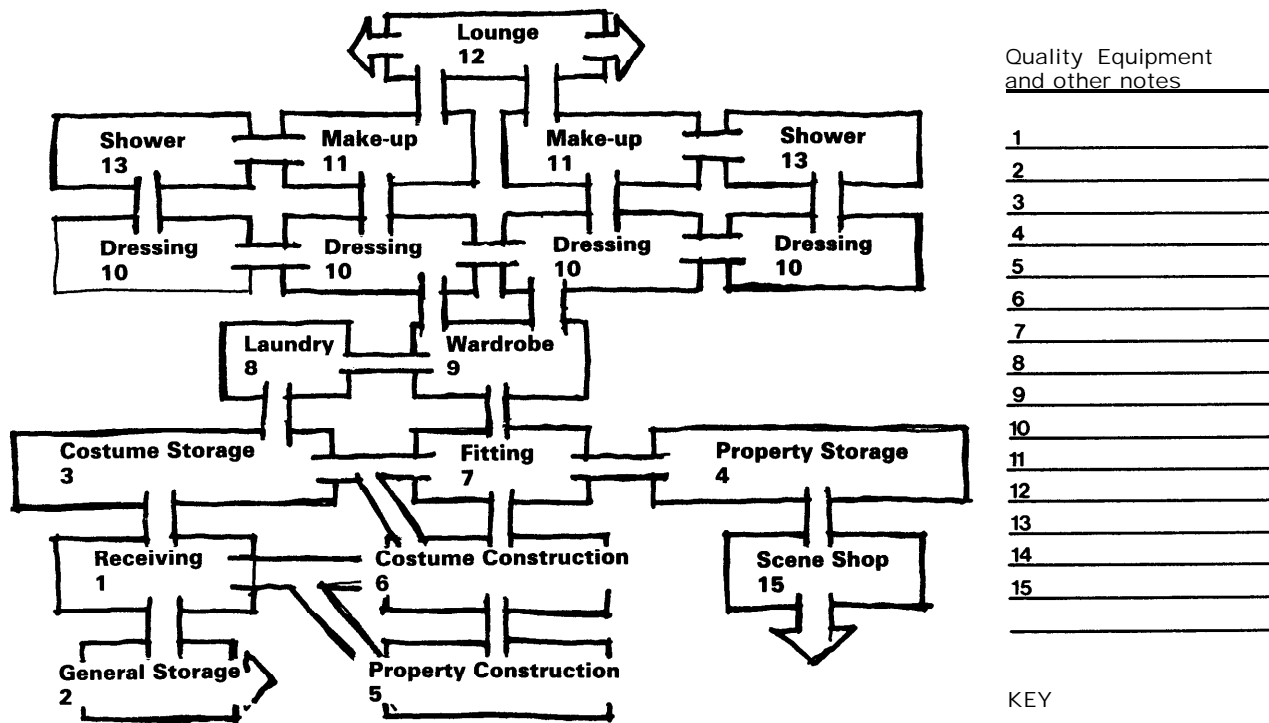 Lounge
12
Shower
13
Make-up
11
Make-up
11
Shower
13
Dressing
10
Dressing
10
Dressing
10
Dressing
10
Laundry
8
Wardrobe
9
Costume Storage
3
Fitting
7
Property Storage
4
Receiving
1
Costume Construction
6
Scene Shop
15
General Storage
2
Property Construction
5
Quality Equipment
and other notes
1
2
3
4
5
6
7
8
9
10
11
12
13
14
15
KEY